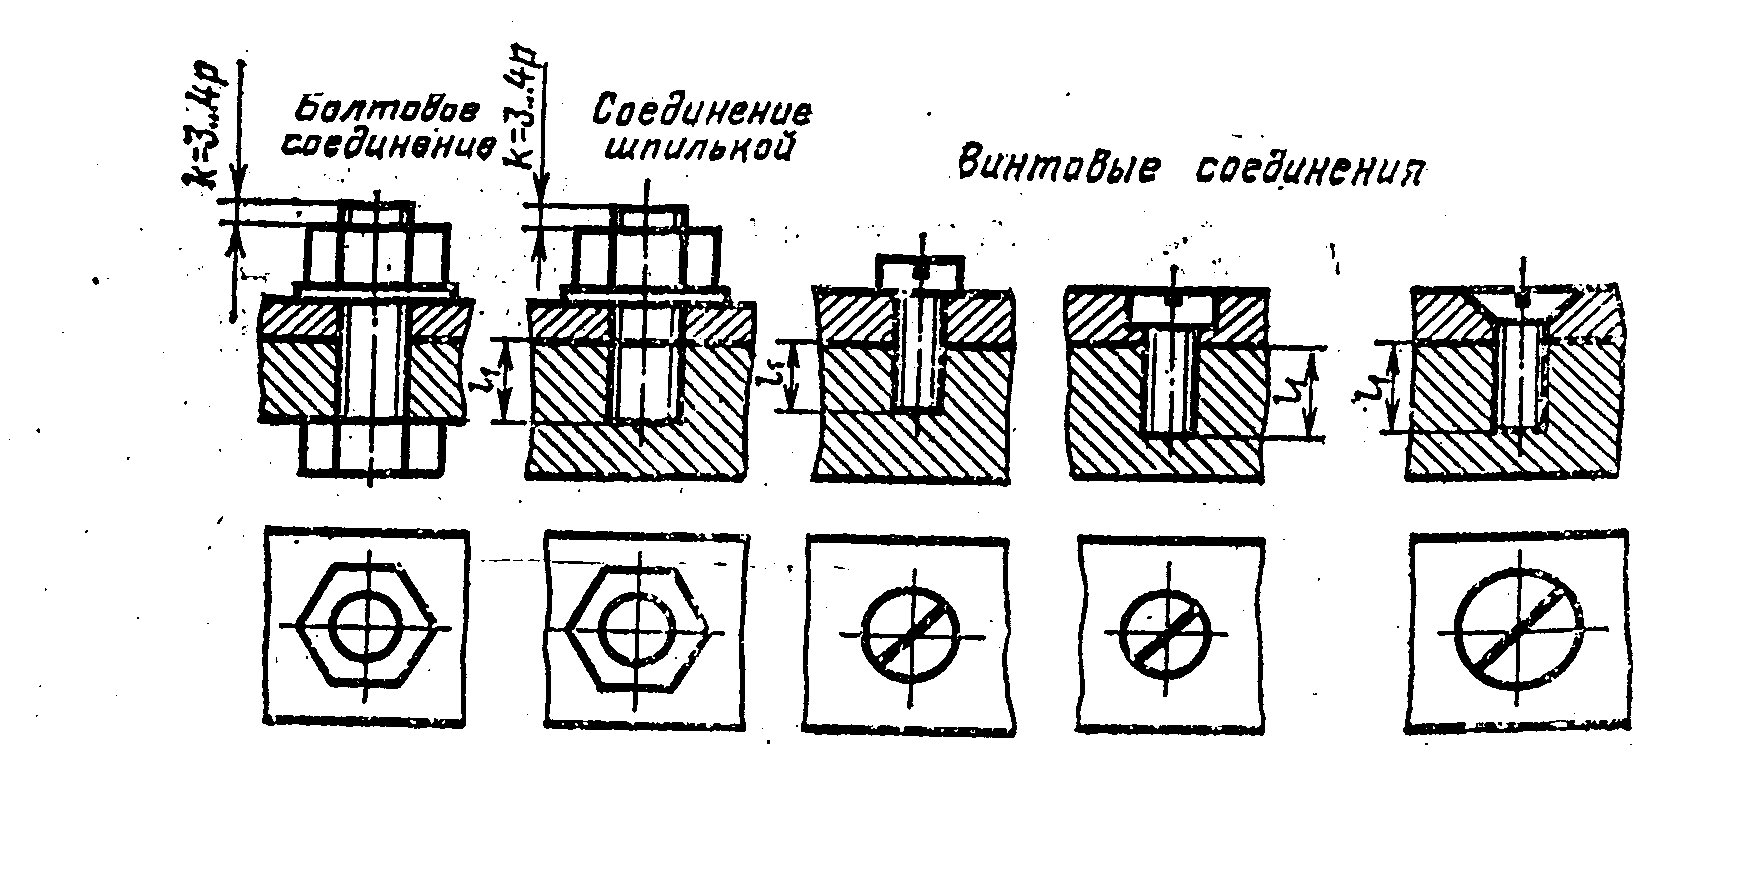 k=3...4p
Болтовое
соединение
k=3...4p
Соединение
шпилькой
Винтовые соединения
l₁
l₁
l₁
l₁